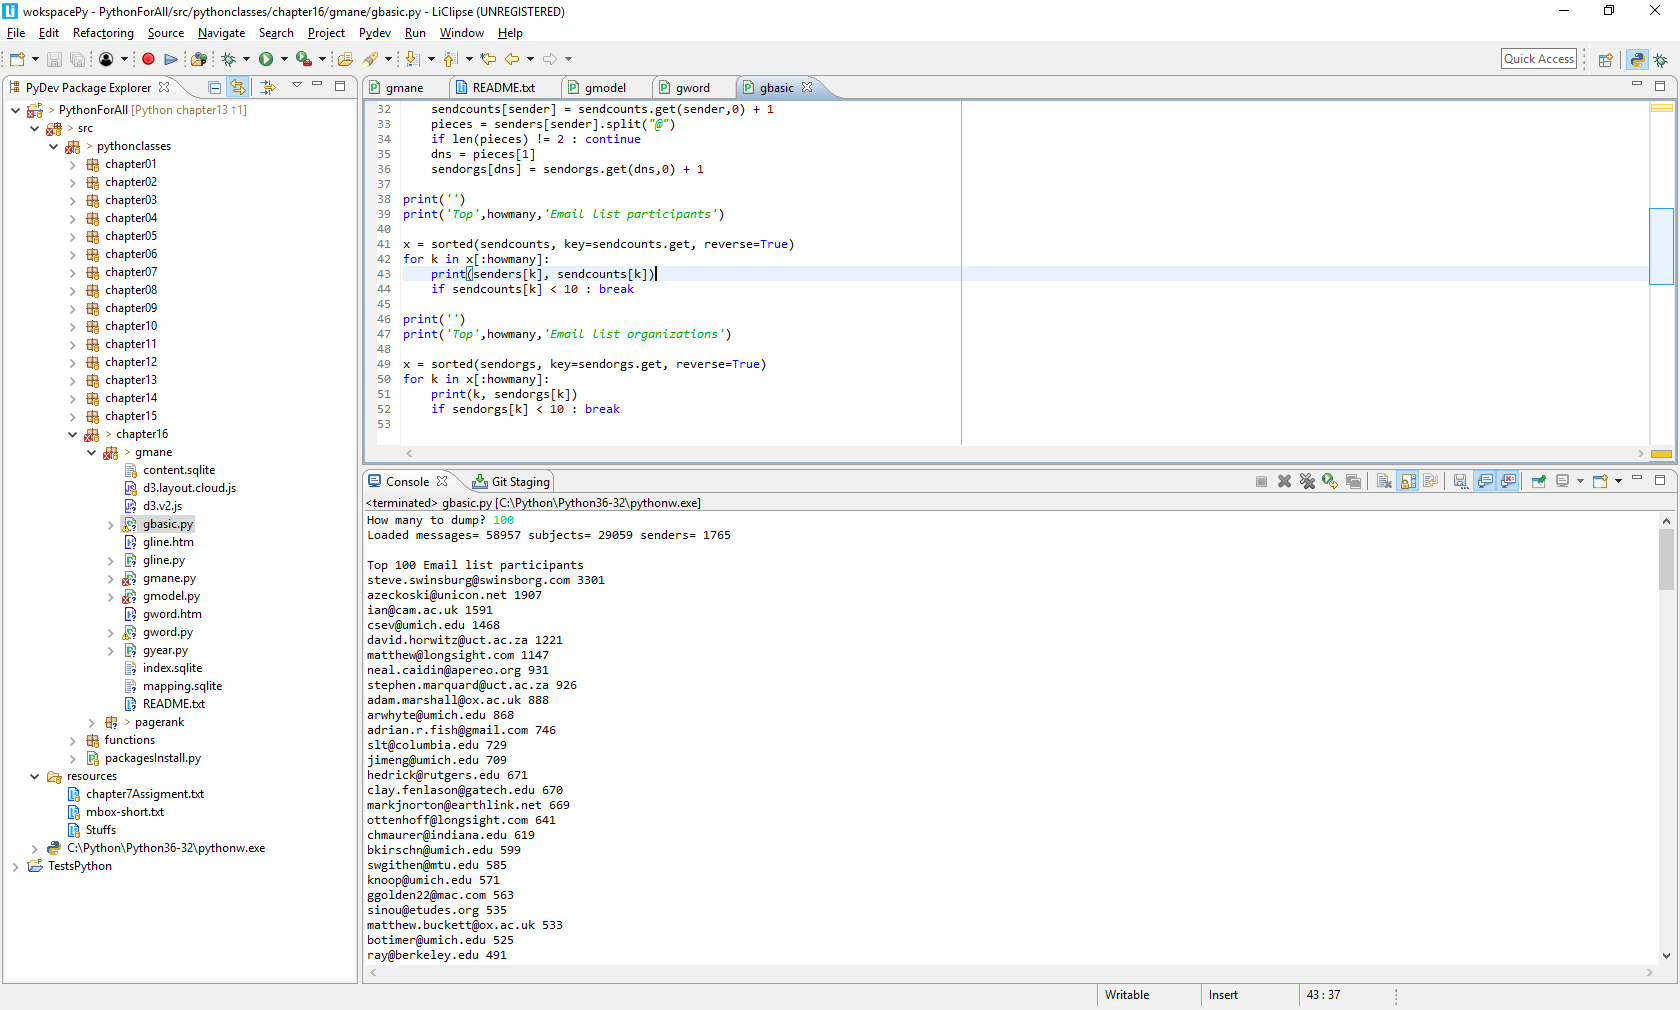 wokspacePy - PythonForAll/src/pythonclasses/chapter16/gmane/gbasic.py - LiClipse (UNREGISTERED)
File Edit Refactoring Source Navigate Search Project Pydev Run Window Help
Quick Access
PyDev Package Explorer
PythonForAll [Python chapter13 ↑1]
> src
> pythonclasses
chapter01
chapter02
chapter03
chapter04
chapter05
chapter06
chapter07
chapter08
chapter09
chapter10
chapter11
chapter12
chapter13
chapter14
chapter15
> chapter16
> gmane
content.sqlite
d3.layout.cloud.js
d3.v2.js
gbasic.py
gline.htm
gline.py
gmane.py
gmodel.py
gword.htm
gword.py
gyear.py
index.sqlite
mapping.sqlite
README.txt
> pagerank
functions
packagesInstall.py
resources
chapter7Assigment.txt
mbox-short.txt
Stuffs
C:\Python\Python36-32\pythonw.exe
TestsPython
gmane README.txt gmodel gword gbasic
32 sendcounts[sender] = sendcounts.get(sender,0) + 1
33 pieces = senders[sender].split("@")
34 if len(pieces) != 2 : continue
35 dns = pieces[1]
36 sendorgs[dns] = sendorgs.get(dns,0) + 1
37
38 print('')
39 print('Top',howmany,'Email list participants')
40
41 x = sorted(sendcounts, key=sendcounts.get, reverse=True)
42 for k in x[:howmany]:
43 print(senders[k], sendcounts[k])
44 if sendcounts[k] < 10 : break
45
46 print('')
47 print('Top',howmany,'Email list organizations')
48
49 x = sorted(sendorgs, key=sendorgs.get, reverse=True)
50 for k in x[:howmany]:
51 print(k, sendorgs[k])
52 if sendorgs[k] < 10 : break
53
Console Git Staging
<terminated> gbasic.py [C:\Python\Python36-32\pythonw.exe]
How many to dump? 100
Loaded messages= 58957 subjects= 29059 senders= 1765
Top 100 Email list participants
steve.swinsburg@swinsborg.com 3301
azeckoski@unicon.net 1907
ian@cam.ac.uk 1591
csev@umich.edu 1468
david.horwitz@uct.ac.za 1221
matthew@longsight.com 1147
neal.caidin@apereo.org 931
stephen.marquard@uct.ac.za 926
adam.marshall@ox.ac.uk 888
arwhyte@umich.edu 868
adrian.r.fish@gmail.com 746
slt@columbia.edu 729
jimeng@umich.edu 709
hedrick@rutgers.edu 671
clay.fenlason@gatech.edu 670
markjnorton@earthlink.net 669
ottenhoff@longsight.com 641
chmaurer@indiana.edu 619
bkirschn@umich.edu 599
swgithen@mtu.edu 585
knoop@umich.edu 571
ggolden22@mac.com 563
sinou@etudes.org 535
matthew.buckett@ox.ac.uk 533
botimer@umich.edu 525
ray@berkeley.edu 491
Writable Insert 43 : 37